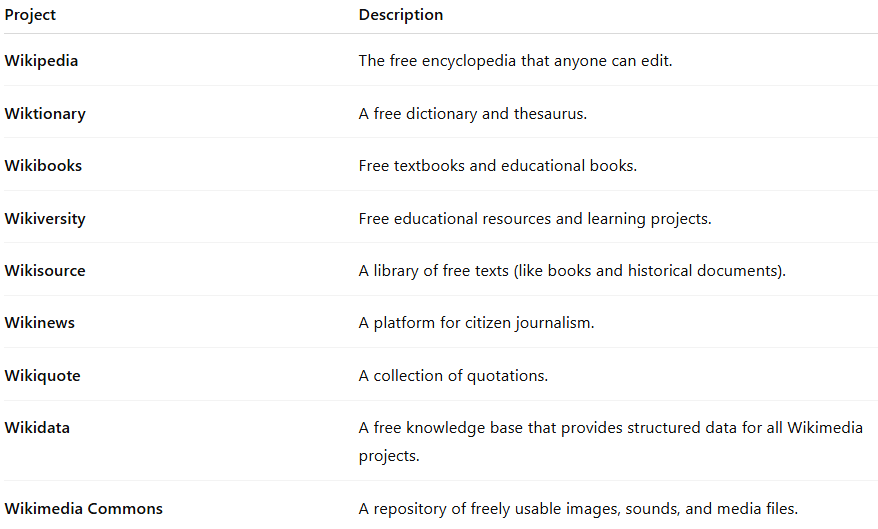 Project Description
Wikipedia The free encyclopedia that anyone can edit.
Wiktionary A free dictionary and thesaurus.
Wikibooks Free textbooks and educational books.
Wikiversity Free educational resources and learning projects.
Wikisource A library of free texts (like books and historical documents).
Wikinews A platform for citizen journalism.
Wikiquote A collection of quotations.
Wikidata A free knowledge base that provides structured data for all Wikimedia
projects.
Wikimedia Commons A repository of freely usable images, sounds, and media files.